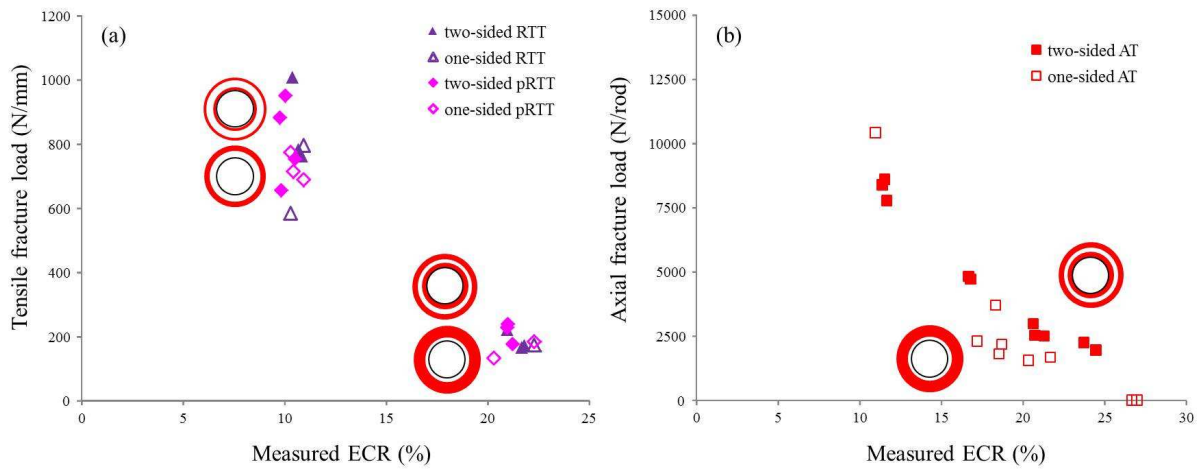 (a)
two-sided RTT
one-sided RTT
two-sided pRTT
one-sided pRTT
Tensile fracture load (N/mm)
1200
1000
800
600
400
200
0
0 5 10 15 20 25
Measured ECR (%)
(b)
two-sided AT
one-sided AT
Axial fracture load (N/rod)
15000
12500
10000
7500
5000
2500
0
0 5 10 15 20 25 30
Measured ECR (%)